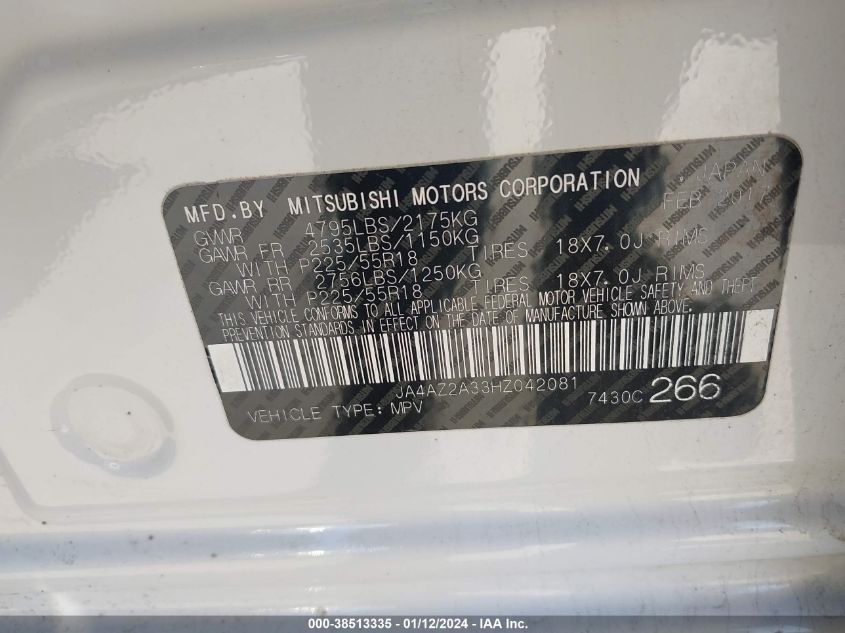 MFD.BY MITSUBISHI MOTORS CORPORATION JAPAN
GVWR 4795LBS/2175KG FEB 2017
GAWR FR 2535LBS/1150KG
WITH P225/55R18 TIRES 18X7.0J RIMS
GAWR RR 2756LBS/1250KG
WITH P225/55R18 TIRES 18X7.0J RIMS
THIS VEHICLE CONFORMS TO ALL APPLICABLE FEDERAL MOTOR VEHICLE SAFETY AND THEFT
PREVENTION STANDARDS IN EFFECT ON THE DATE OF MANUFACTURE SHOWN ABOVE.
JA4AZ2A33HZ042081
VEHICLE TYPE: MPV 7430C 266
000-38513335 - 01/12/2024 - IAA Inc.